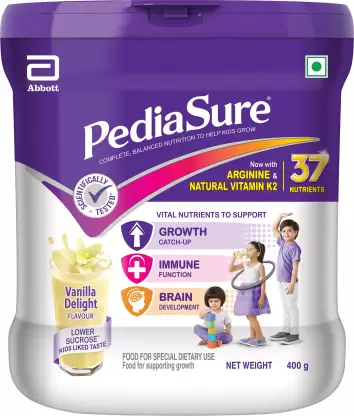 Abbott
PediaSure®
COMPLETE, BALANCED NUTRITION TO HELP KIDS GROW
Now with
ARGININE &
NATURAL VITAMIN K2
37
NUTRIENTS
SCIENTIFICALLY
TESTED
VITAL NUTRIENTS TO SUPPORT
GROWTH
CATCH-UP
IMMUNE
FUNCTION
BRAIN
DEVELOPMENT
Vanilla
Delight
FLAVOUR
LOWER
SUCROSE
KIDS LIKED TASTE
FOOD FOR SPECIAL DIETARY USE
Food for supporting growth
NET WEIGHT 400 g